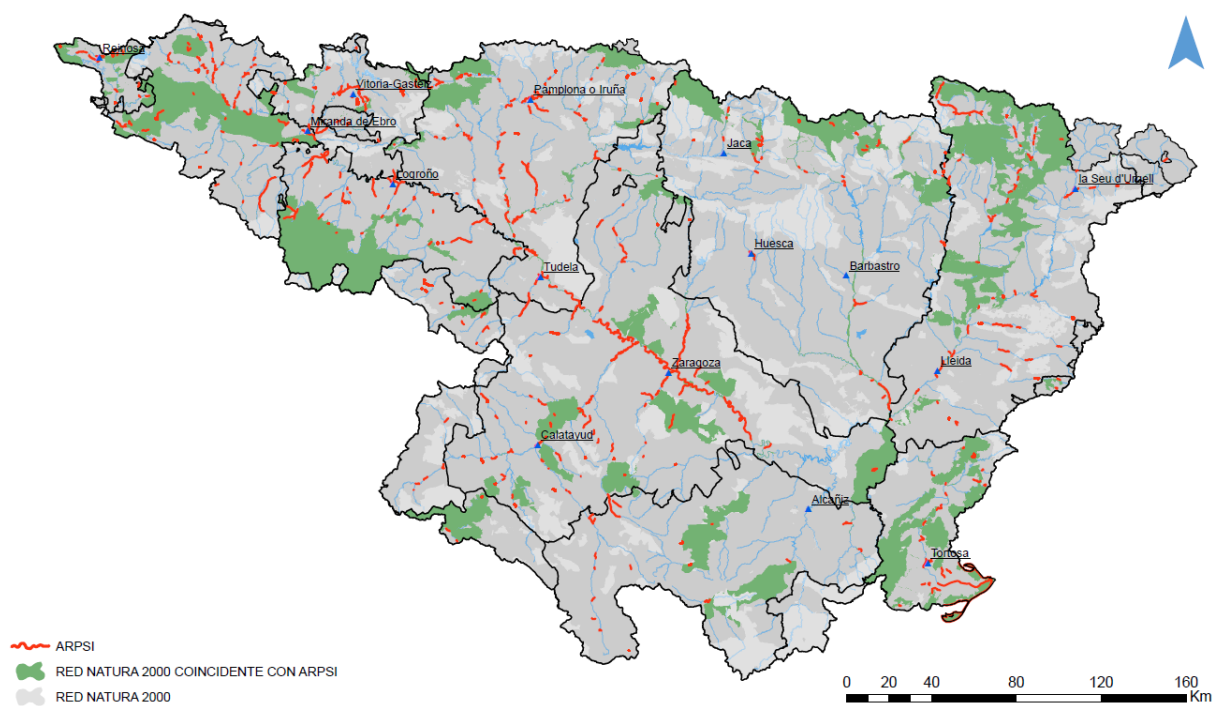 Reinosa
Vitoria-Gasteiz
Pamplona o Iruña
Miranda de Ebro
Jaca
Logroño
la Seu d'Urgell
Huesca
Tudela
Barbastro
Zaragoza
Lleida
Calatayud
Alcañiz
Tortosa
ARPSI
RED NATURA 2000 COINCIDENTE CON ARPSI
RED NATURA 2000
0 20 40 80 120 160
Km